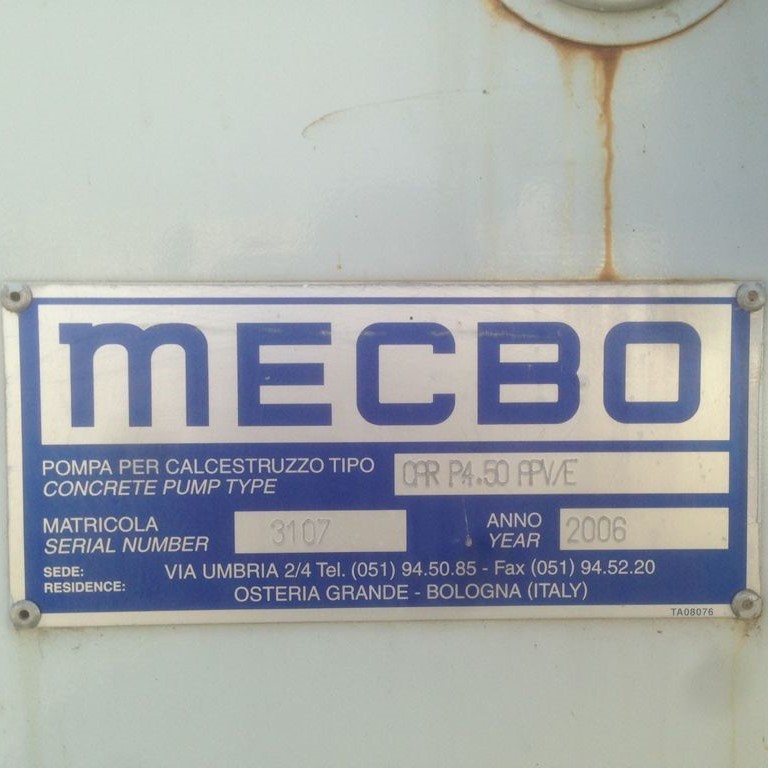 mECBO
POMPA PER CALCESTRUZZO TIPO CAR P4.50 APV/E
CONCRETE PUMP TYPE
MATRICOLA 3107 ANNO 2006
SERIAL NUMBER YEAR
SEDE: VIA UMBRIA 2/4 Tel. (051) 94.50.85 - Fax (051) 94.52.20
RESIDENCE: OSTERIA GRANDE - BOLOGNA (ITALY)
TA08076